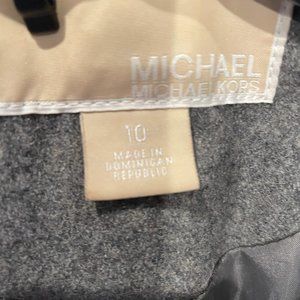 MICHAEL
MICHAEL KORS
10
MADE IN
DOMINICAN
REPUBLIC